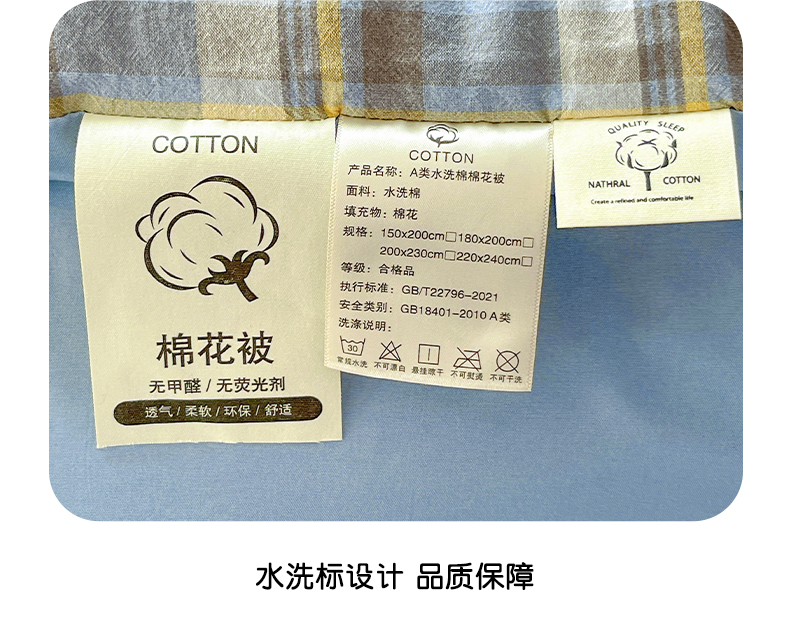 COTTON
棉花被
无甲醛 / 无荧光剂
透气 / 柔软 / 环保 / 舒适
COTTON
产品名称：A类水洗棉棉花被
面料：水洗棉
填充物：棉花
规格：150x200cm□180x200cm□
200x230cm□220x240cm□
等级：合格品
执行标准：GB/T22796-2021
安全类别：GB18401-2010 A类
洗涤说明：
30
常规水洗 不可漂白 悬挂晾干 不可熨烫 不可干洗
QUALITY SLEEP
NATHRAL COTTON
Create a refined and comfortable life
水洗标设计 品质保障